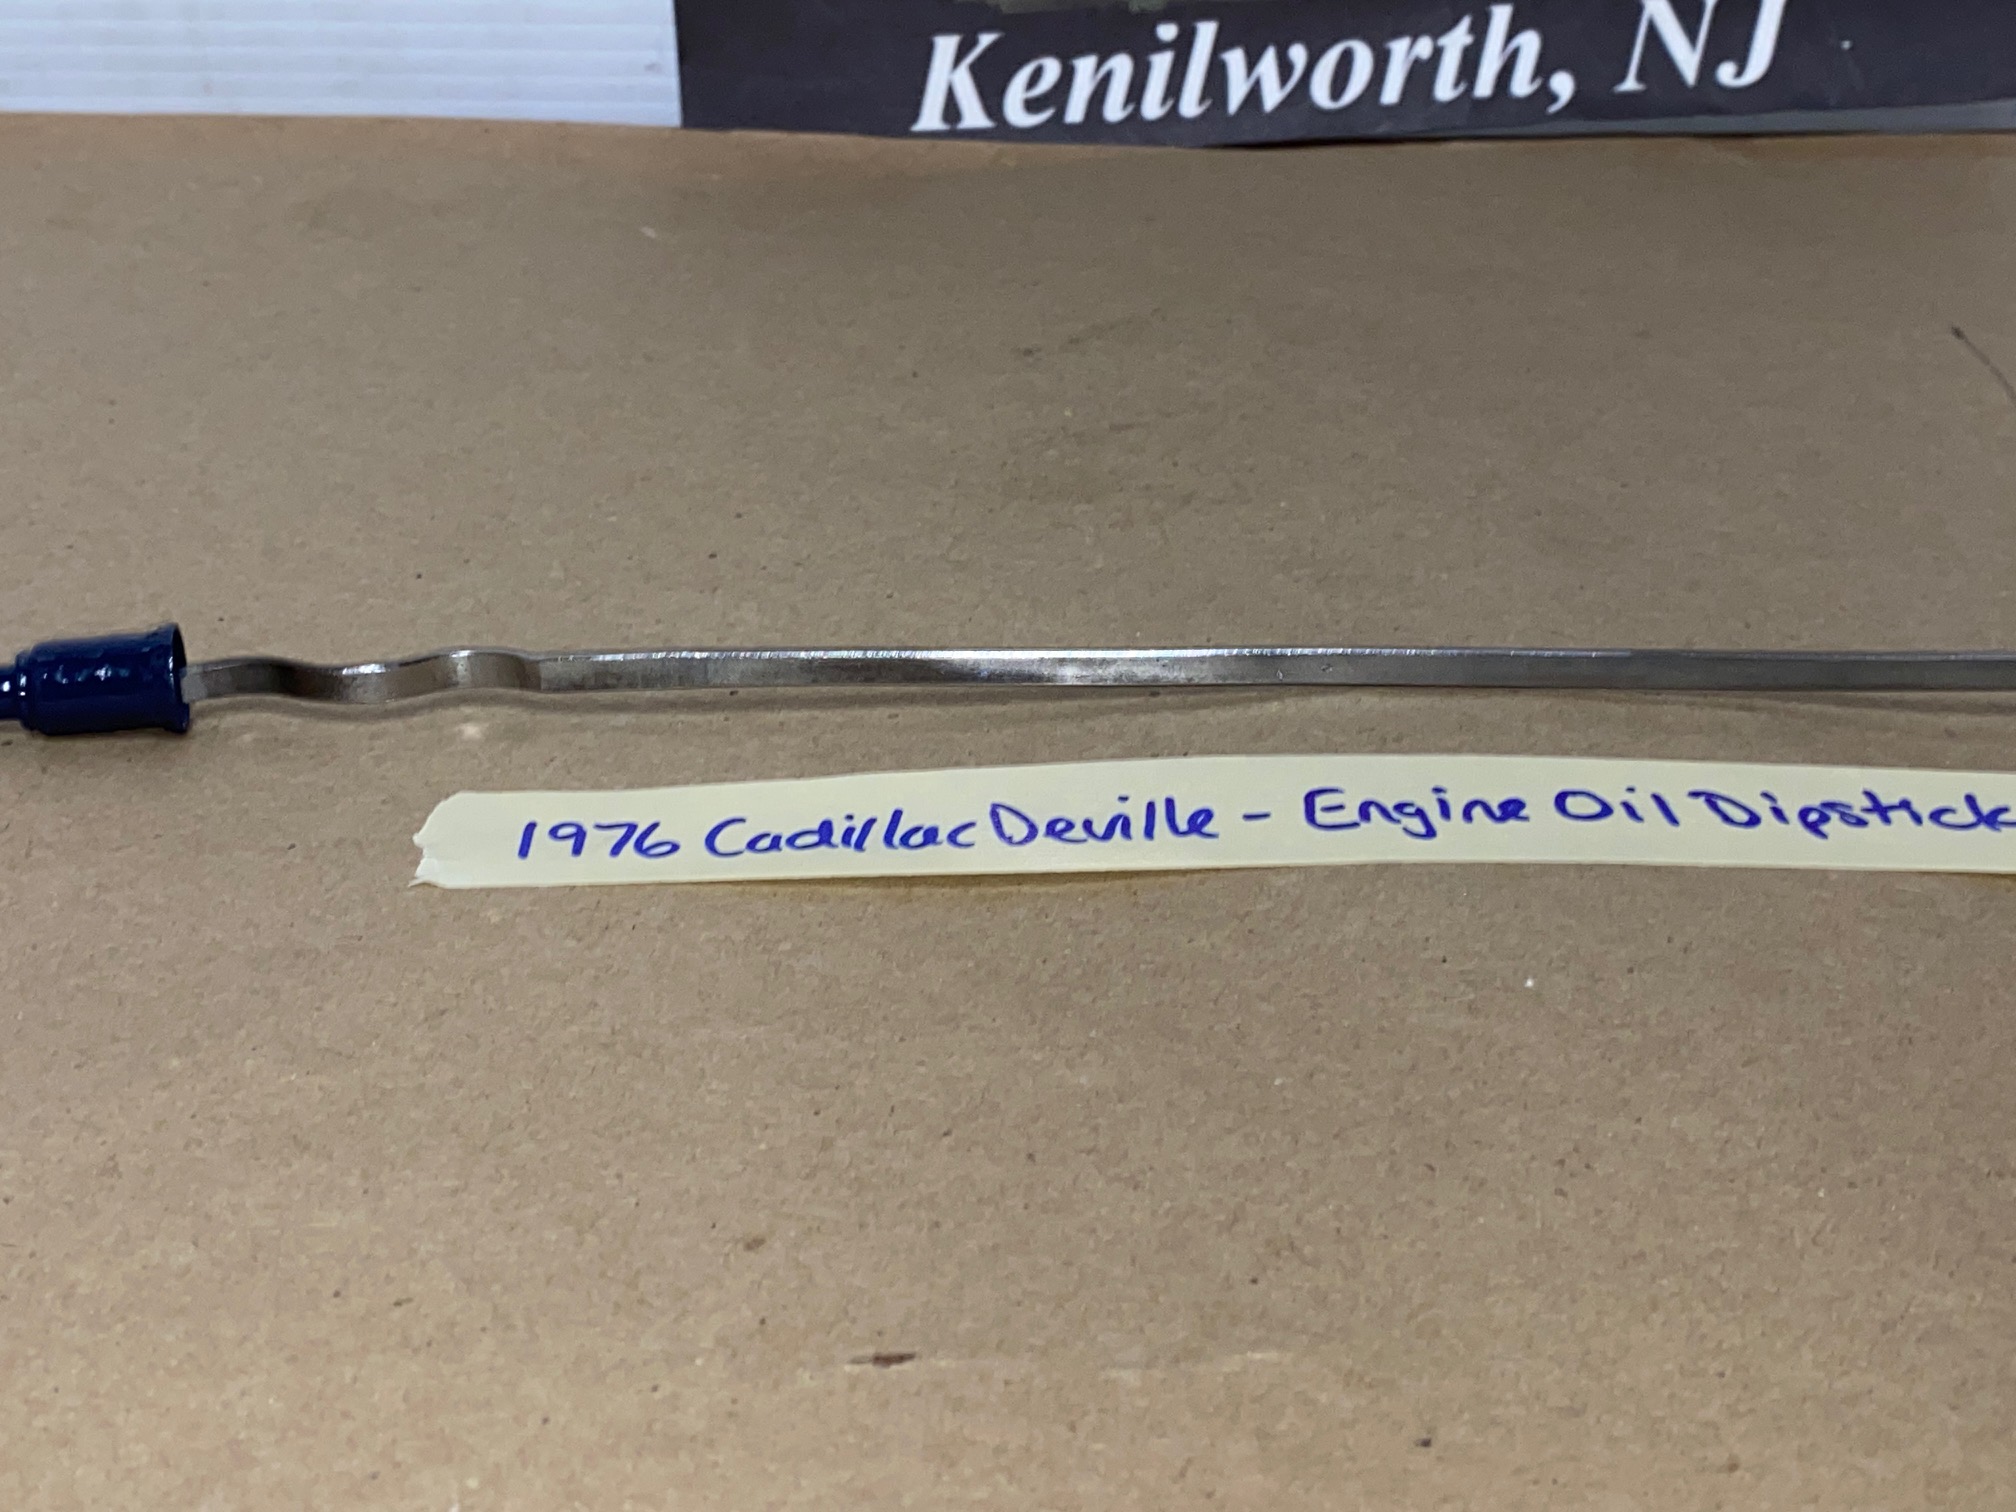 Kenilworth, NJ
1976 Cadillac Deville - Engine Oil Dipstick